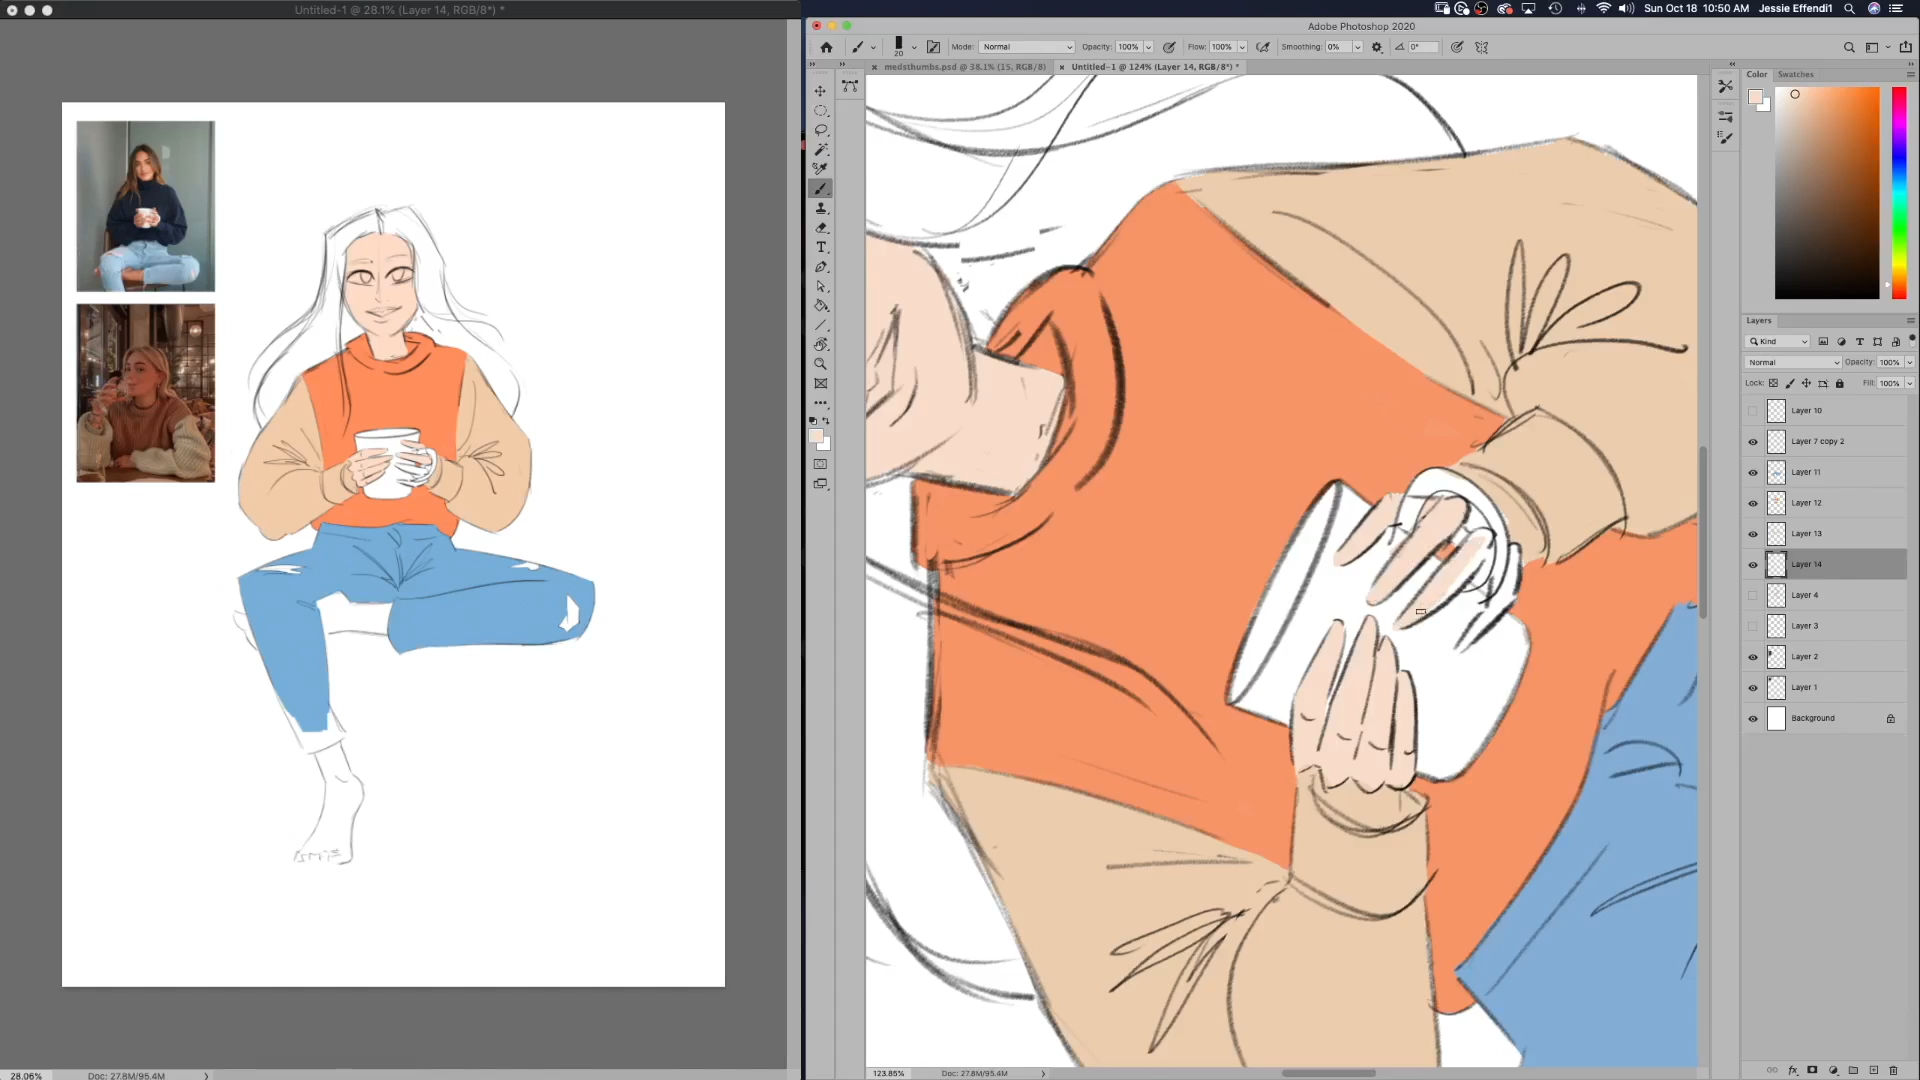 Untitled-1 @ 28.1% (Layer 14, RGB/8*) *
Sun Oct 18 10:50 AM Jessie Effendi1
Adobe Photoshop 2020
20
Mode: Normal
Opacity: 100%
Flow: 100%
Smoothing: 0%
0°
medsthumbs.psd @ 38.1% (15, RGB/8)
Untitled-1 @ 124% (Layer 14, RGB/8*) *
Color
Swatches
Layers
Kind
Normal
Opacity: 100%
Lock:
Fill: 100%
Layer 10
Layer 7 copy 2
Layer 11
Layer 12
Layer 13
Layer 14
Layer 4
Layer 3
Layer 2
Layer 1
Background
28.06%
Doc: 27.8M/95.4M
123.85%
Doc: 27.8M/95.4M